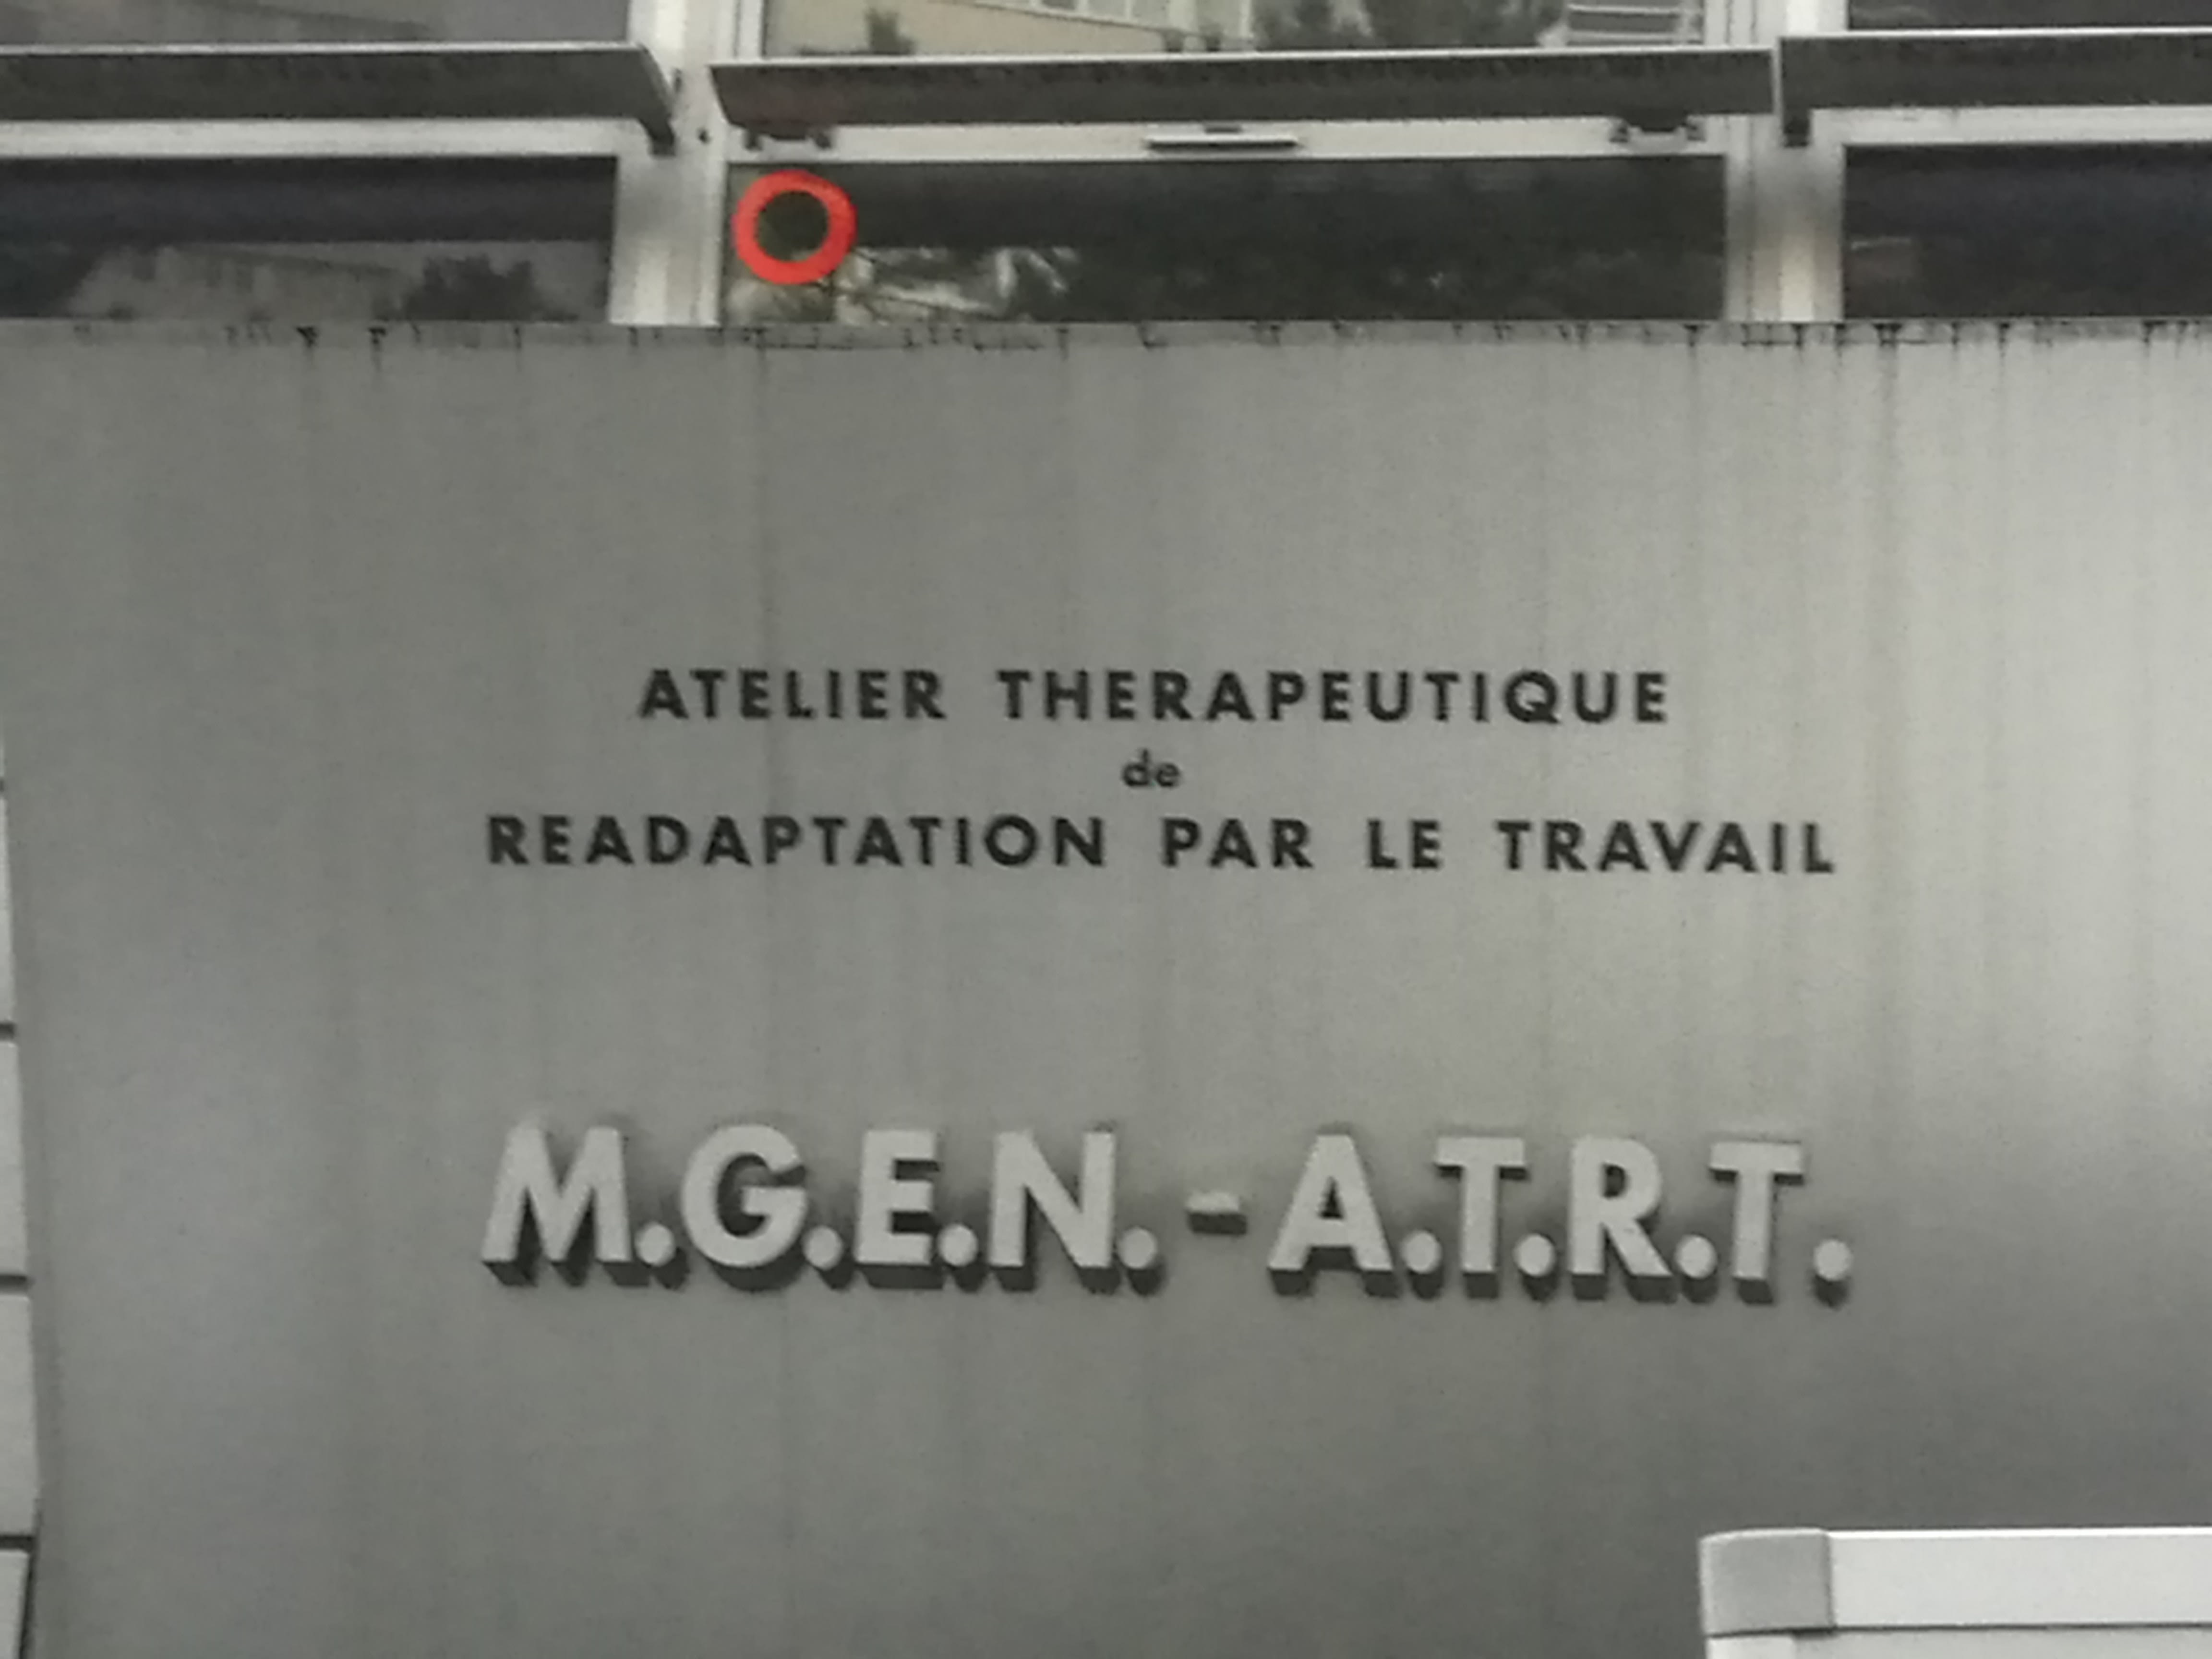 ATELIER THERAPEUTIQUE
de
READAPTATION PAR LE TRAVAIL
M.G.E.N.-A.T.R.T.